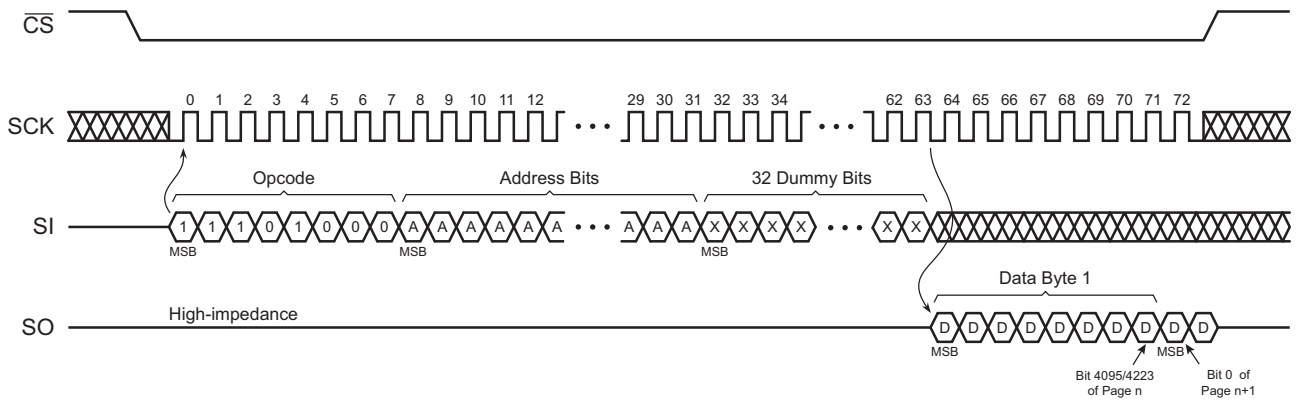 CS
0 1 2 3 4 5 6 7 8 9 10 11 12 29 30 31 32 33 34 62 63 64 65 66 67 68 69 70 71 72
SCK
Opcode Address Bits 32 Dummy Bits
SI 1 1 1 0 1 0 0 0 A A A A A A A A A X X X X X X
MSB MSB MSB
Data Byte 1
High-impedance
SO D D D D D D D D D D
MSB MSB
Bit 4095/4223
of Page n
Bit 0 of
Page n+1